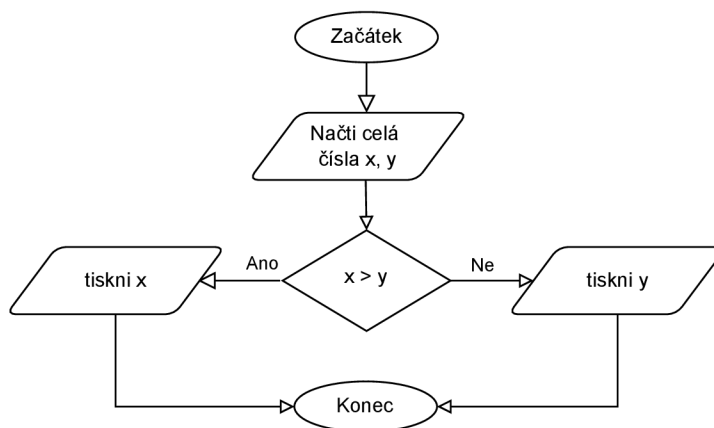 Začátek
Načti celá
čísla x, y
Ano
x > y
Ne
tiskni x
tiskni y
Konec